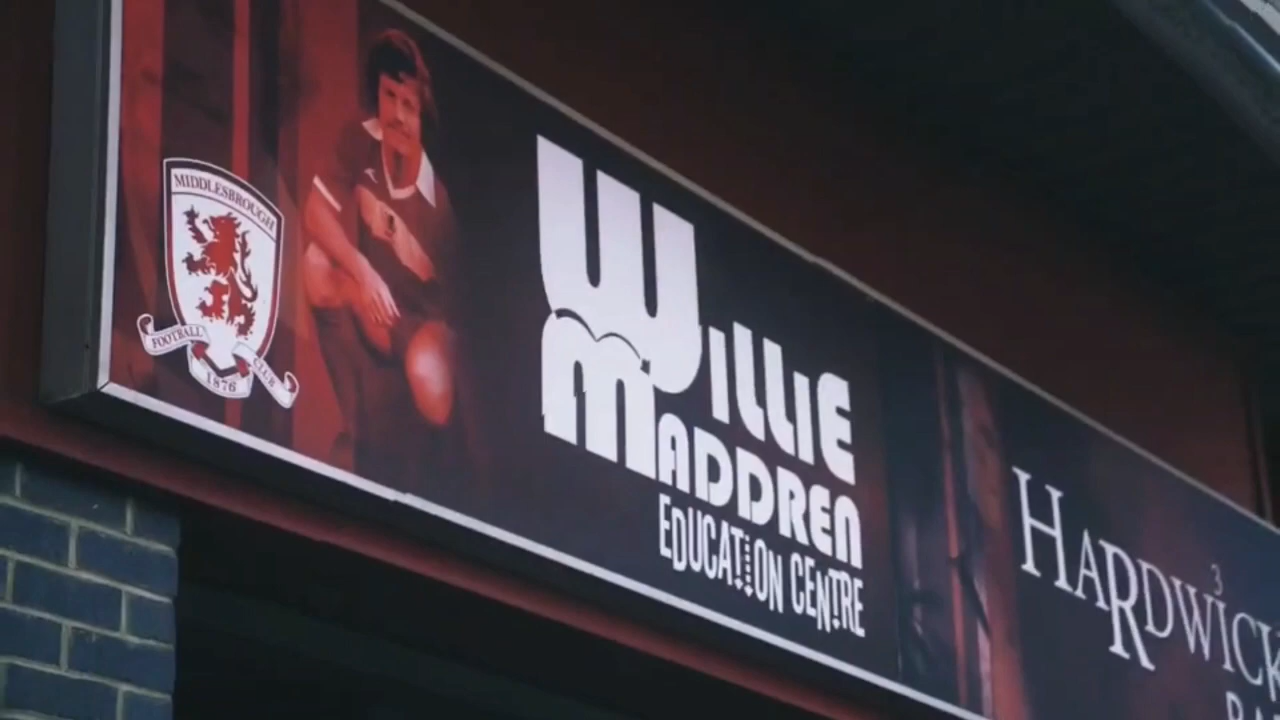 MIDDLESBROUGH
FOOTBALL CLUB
1876
WILLIE
MADDREN
EDUCATION CENTRE
3
HARDWICK